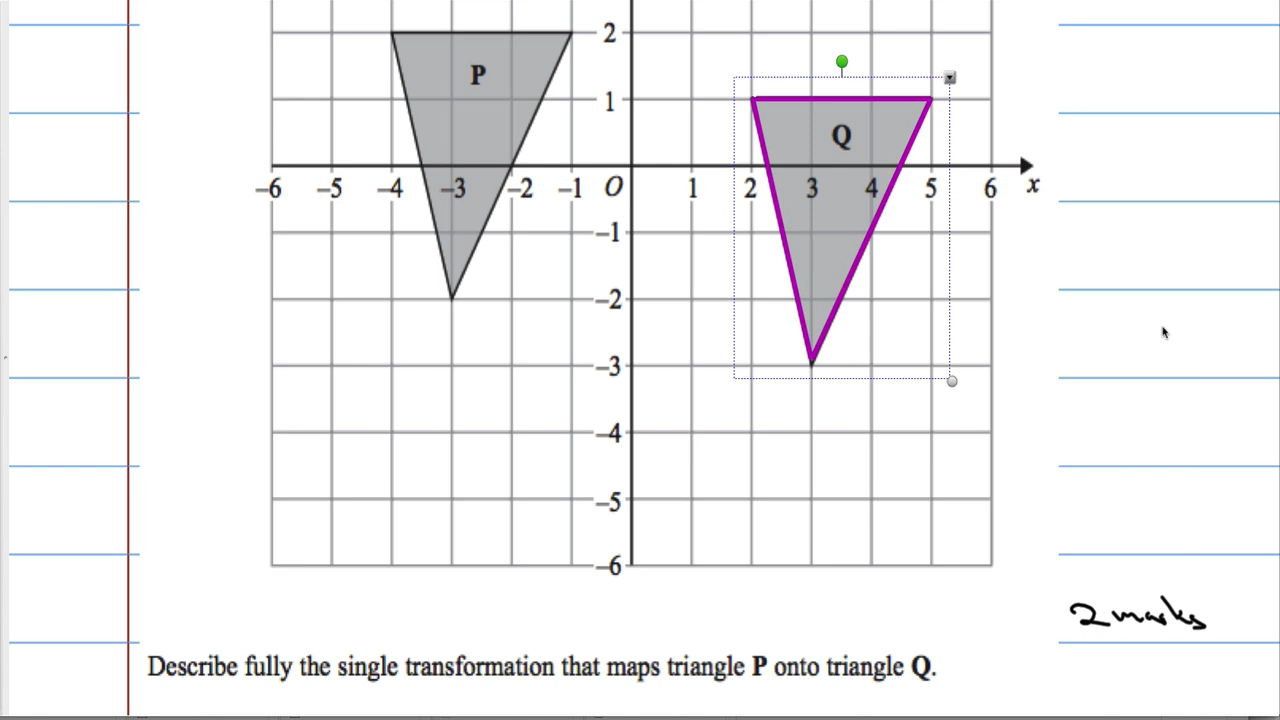 2
P
1
Q
–6 –5 –4 –3 –2 –1 O 1 2 3 4 5 6 x
–1
–2
–3
–4
–5
–6
2 marks
Describe fully the single transformation that maps triangle P onto triangle Q.